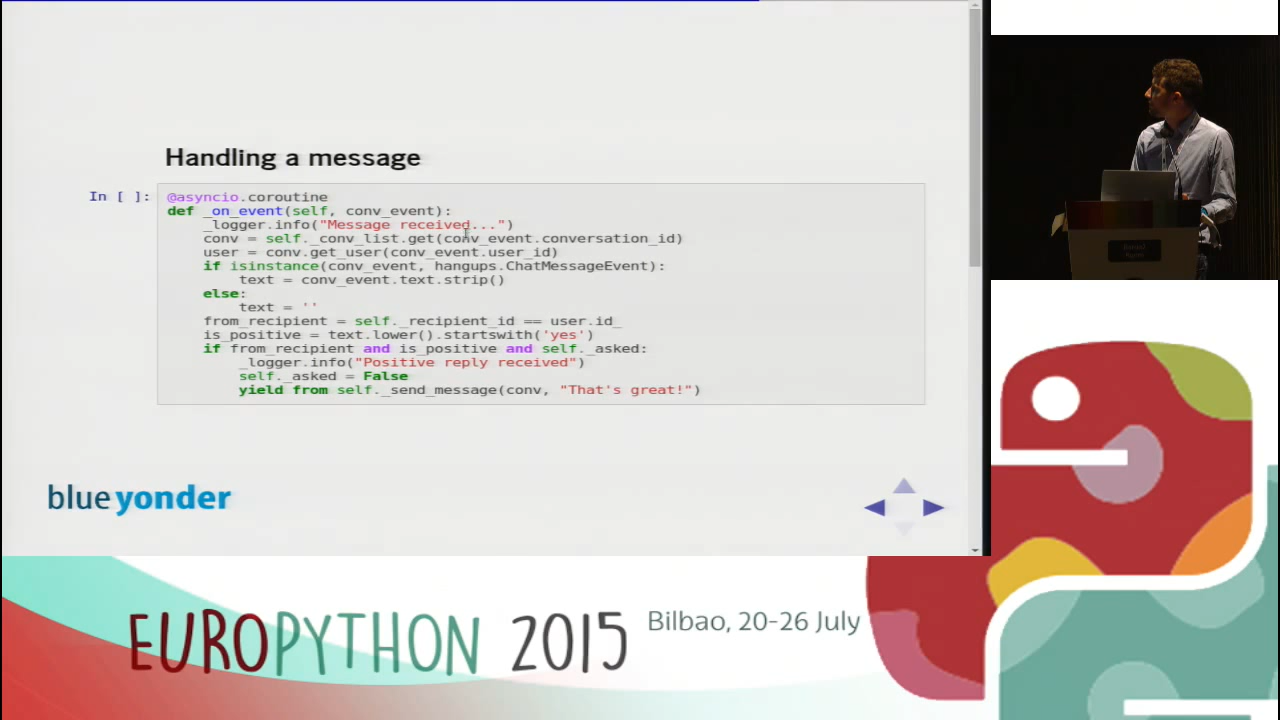 Handling a message
In [ ]:
@asyncio.coroutine
def _on_event(self, conv_event):
    _logger.info("Message received...")
    conv = self._conv_list.get(conv_event.conversation_id)
    user = conv.get_user(conv_event.user_id)
    if isinstance(conv_event, hangups.ChatMessageEvent):
        text = conv_event.text.strip()
    else:
        text = ''
    from_recipient = self._recipient_id == user.id_
    is_positive = text.lower().startswith('yes')
    if from_recipient and is_positive and self._asked:
        _logger.info("Positive reply received")
        self._asked = False
        yield from self._send_message(conv, "That's great!")
blueyonder
EUROPYTHON 2015
Bilbao, 20-26 July